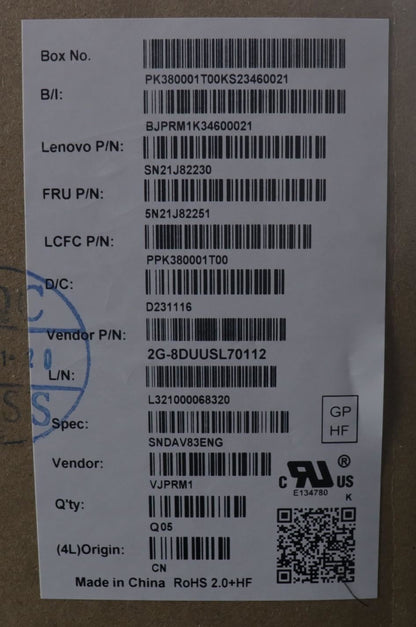 Box No.
PK380001T00KS23460021
B/I:
BJPRM1K34600021
Lenovo P/N:
SN21J82230
FRU P/N:
5N21J82251
LCFC P/N:
PPK380001T00
D/C:
D231116
Vendor P/N:
2G-8DUUSL70112
L/N:
L321000068320
Spec:
SNDAV83ENG
GP
HF
Vendor:
VJPRM1
C US
E134780
K
Q'ty:
Q05
(4L)Origin:
CN
Made in China RoHS 2.0+HF